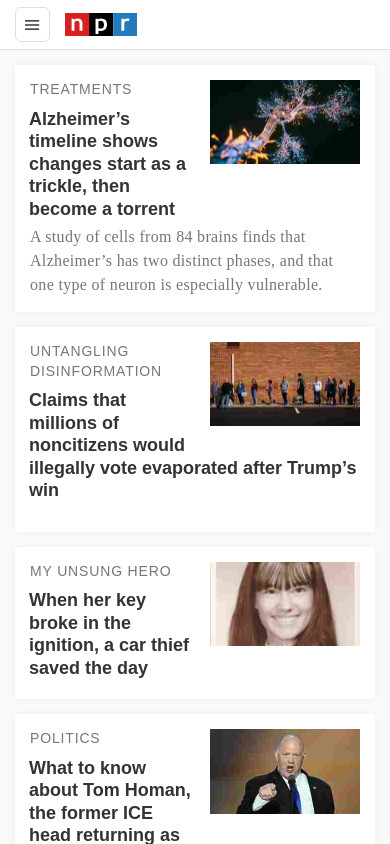 npr
TREATMENTS
Alzheimer’s
timeline shows
changes start as a
trickle, then
become a torrent
A study of cells from 84 brains finds that
Alzheimer’s has two distinct phases, and that
one type of neuron is especially vulnerable.
UNTANGLING
DISINFORMATION
Claims that
millions of
noncitizens would
illegally vote evaporated after Trump’s
win
MY UNSUNG HERO
When her key
broke in the
ignition, a car thief
saved the day
POLITICS
What to know
about Tom Homan,
the former ICE
head returning as